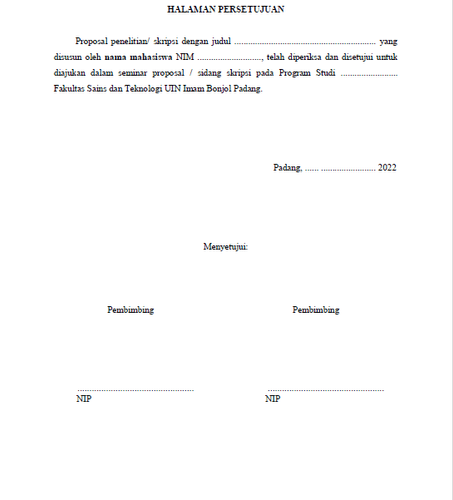 HALAMAN PERSETUJUAN
Proposal penelitian/ skripsi dengan judul ............................................................ yang
disusun oleh nama mahasiswa NIM ..........................., telah diperiksa dan disetujui untuk
diajukan dalam seminar proposal / sidang skripsi pada Program Studi .........................
Fakultas Sains dan Teknologi UIN Imam Bonjol Padang.
Padang, ...... ........................ 2022
Menyetujui:
Pembimbing Pembimbing
.................................................. ..................................................
NIP NIP